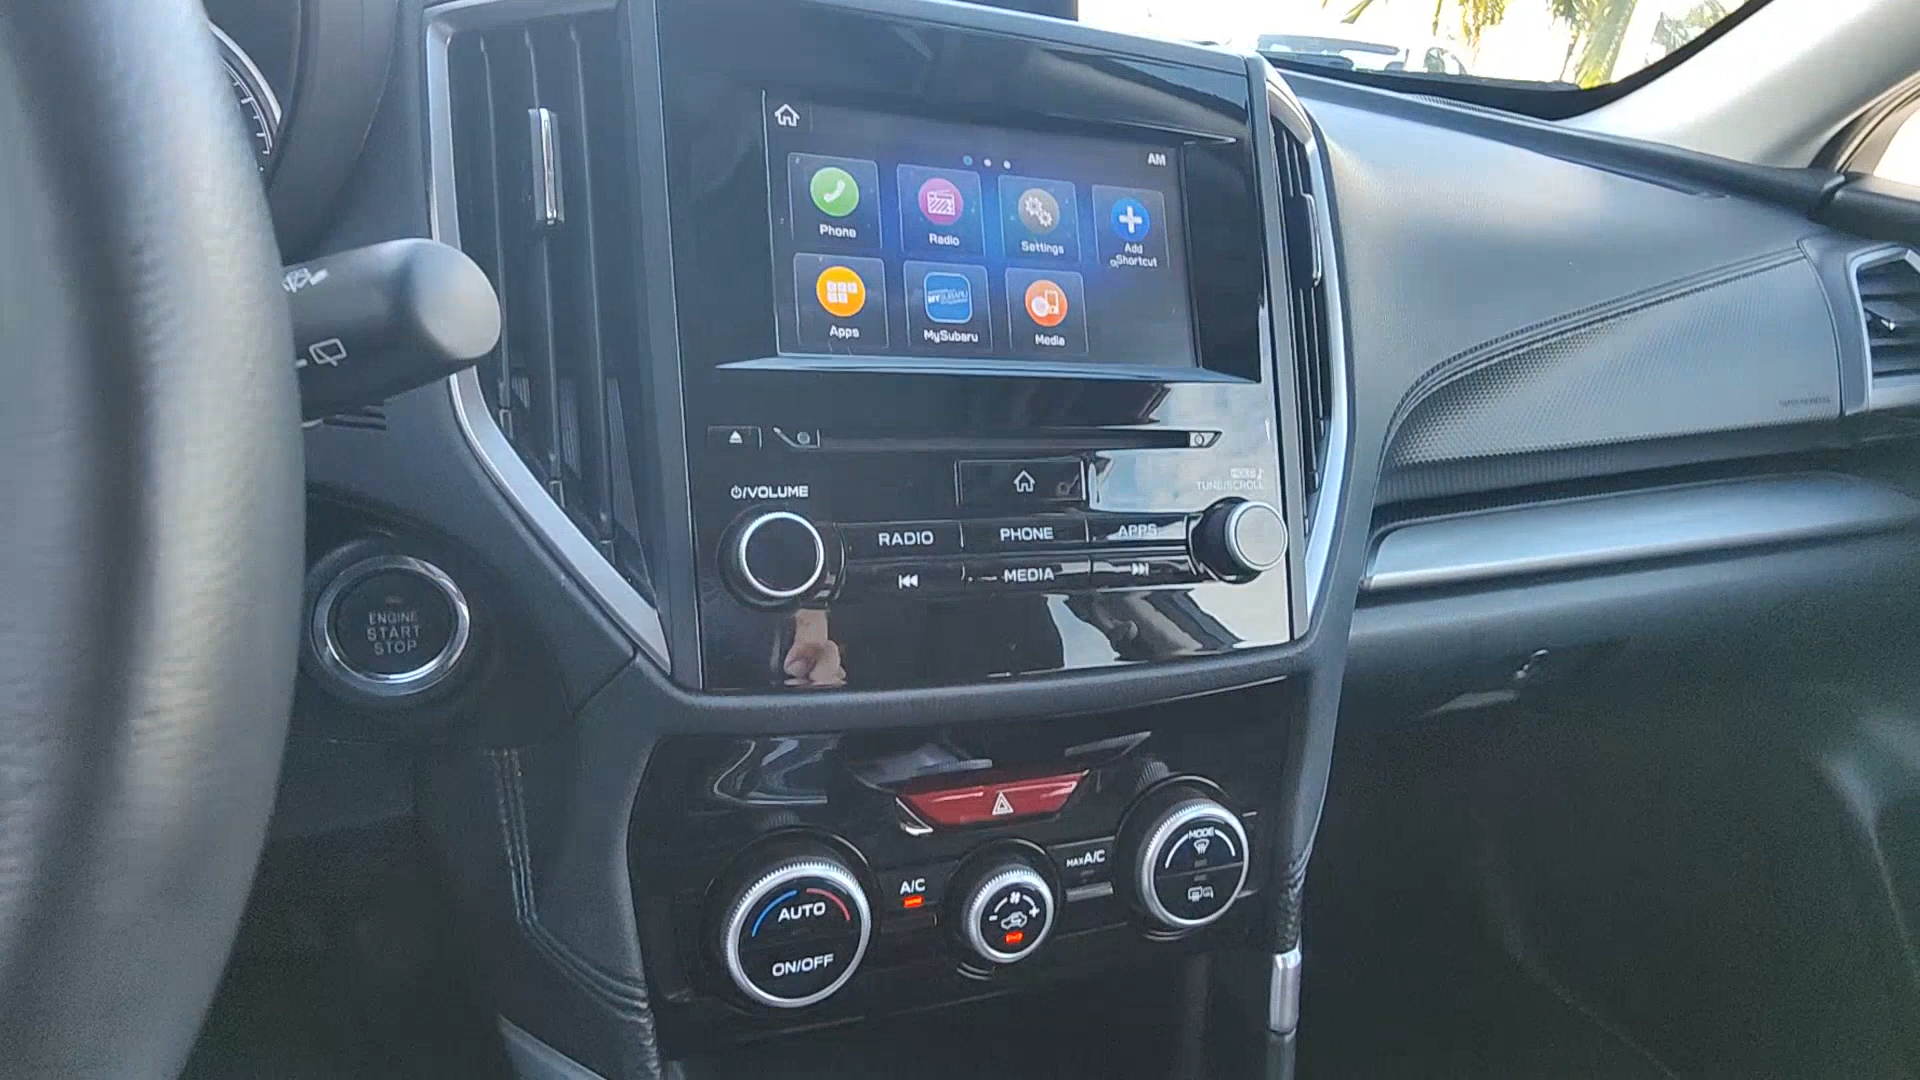 AM
Phone
Radio
Settings
Add
Shortcut
Apps
MySubaru
Media
MYSUBARU
⏻/VOLUME
TUNE/SCROLL
RADIO
PHONE
APPS
MEDIA
ENGINE
START
STOP
MODE
MAX A/C
A/C
AUTO
ON/OFF